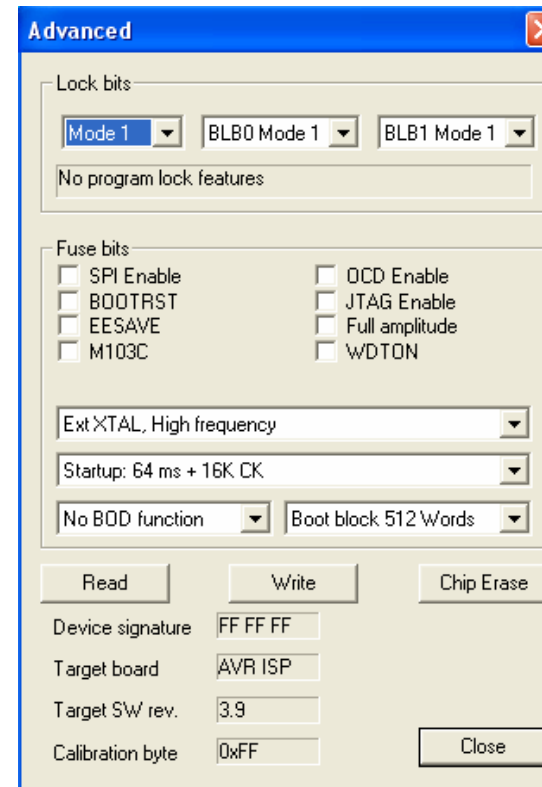 Advanced
Lock bits
Mode 1 BLB0 Mode 1 BLB1 Mode 1
No program lock features
Fuse bits
SPI Enable OCD Enable
BOOTRST JTAG Enable
EESAVE Full amplitude
M103C WDTON
Ext XTAL, High frequency
Startup: 64 ms + 16K CK
No BOD function Boot block 512 Words
Read Write Chip Erase
Device signature FF FF FF
Target board AVR ISP
Target SW rev. 3.9
Calibration byte 0xFF Close